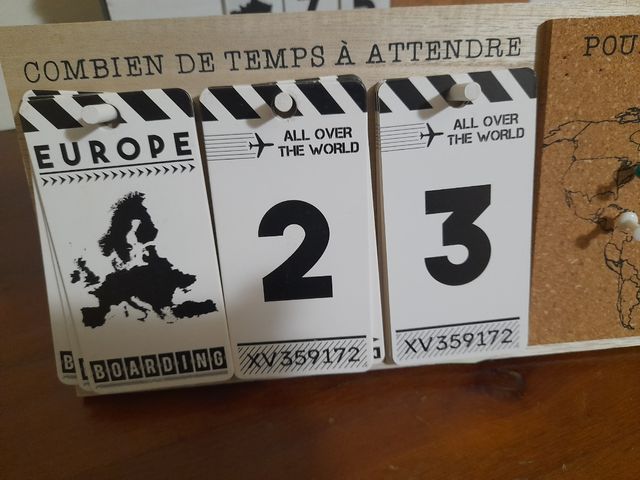 COMBIEN DE TEMPS À ATTENDRE
POU
EUROPE
BOARDING
B
ALL OVER
THE WORLD
2
XV359172
ALL OVER
THE WORLD
3
XV359172